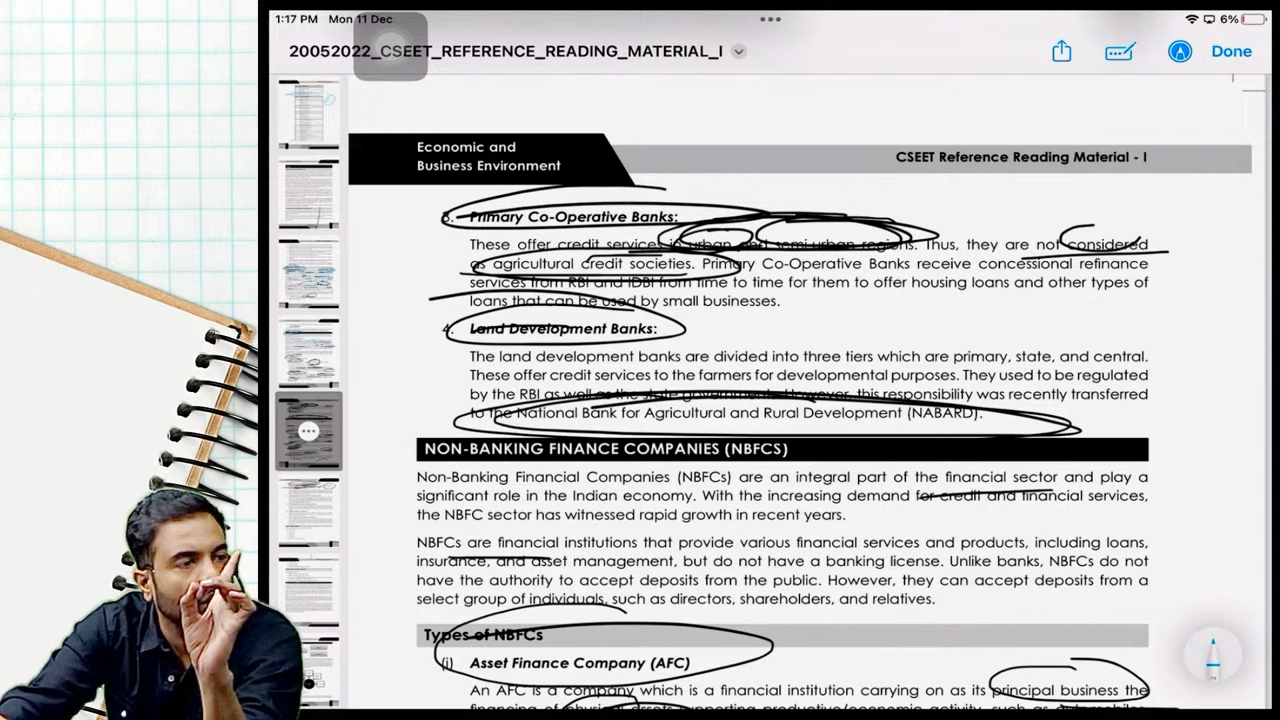 1:17 PM Mon 11 Dec
6%
20052022_CSEET_REFERENCE_READING_MATERIAL_I
Done
Economic and
Business Environment
CSEET Reference Reading Material - I
Primary Co-Operative Banks:
These offer credit services in urban and semi-urban regions. Thus, they are not considered
agricultural credit societies. Primary Co-Operative Banks receive concessional refinance
services from RBI and IDBI from time to time for them to offer housing loans and other types of
loans that can be used by small businesses.
4. Land Development Banks:
The land development banks are into three tiers which are primary, state, and central.
These offer credit services to the farmers for developmental purposes. They used to be regulated
by the RBI as well as the state governments. However, this responsibility was recently transferred
to the National Bank for Agricultural and Rural Development (NABARD).
NON-BANKING FINANCE COMPANIES (NBFCS)
Non-Banking Financial Companies (NBFCs) an integral part of the financial sector and play a
significant role in the Indian economy. With increasing demand for credit and financial services,
the NBFC sector has witnessed rapid growth in recent years.
NBFCs are financial institutions that provide various financial services and products, including loans,
insurance, and asset management, but do not have a banking license. Unlike banks, NBFCs do not
have the authority to accept deposits from the public. However, they can accept deposits from a
select group of individuals, such as directors, shareholders, and relatives.
Types of NBFCs
(i) Asset Finance Company (AFC)
An AFC is a company which is a financial institution carrying on as its principal business the
financing of physical assets supporting productive/economic activity, such as automobiles,